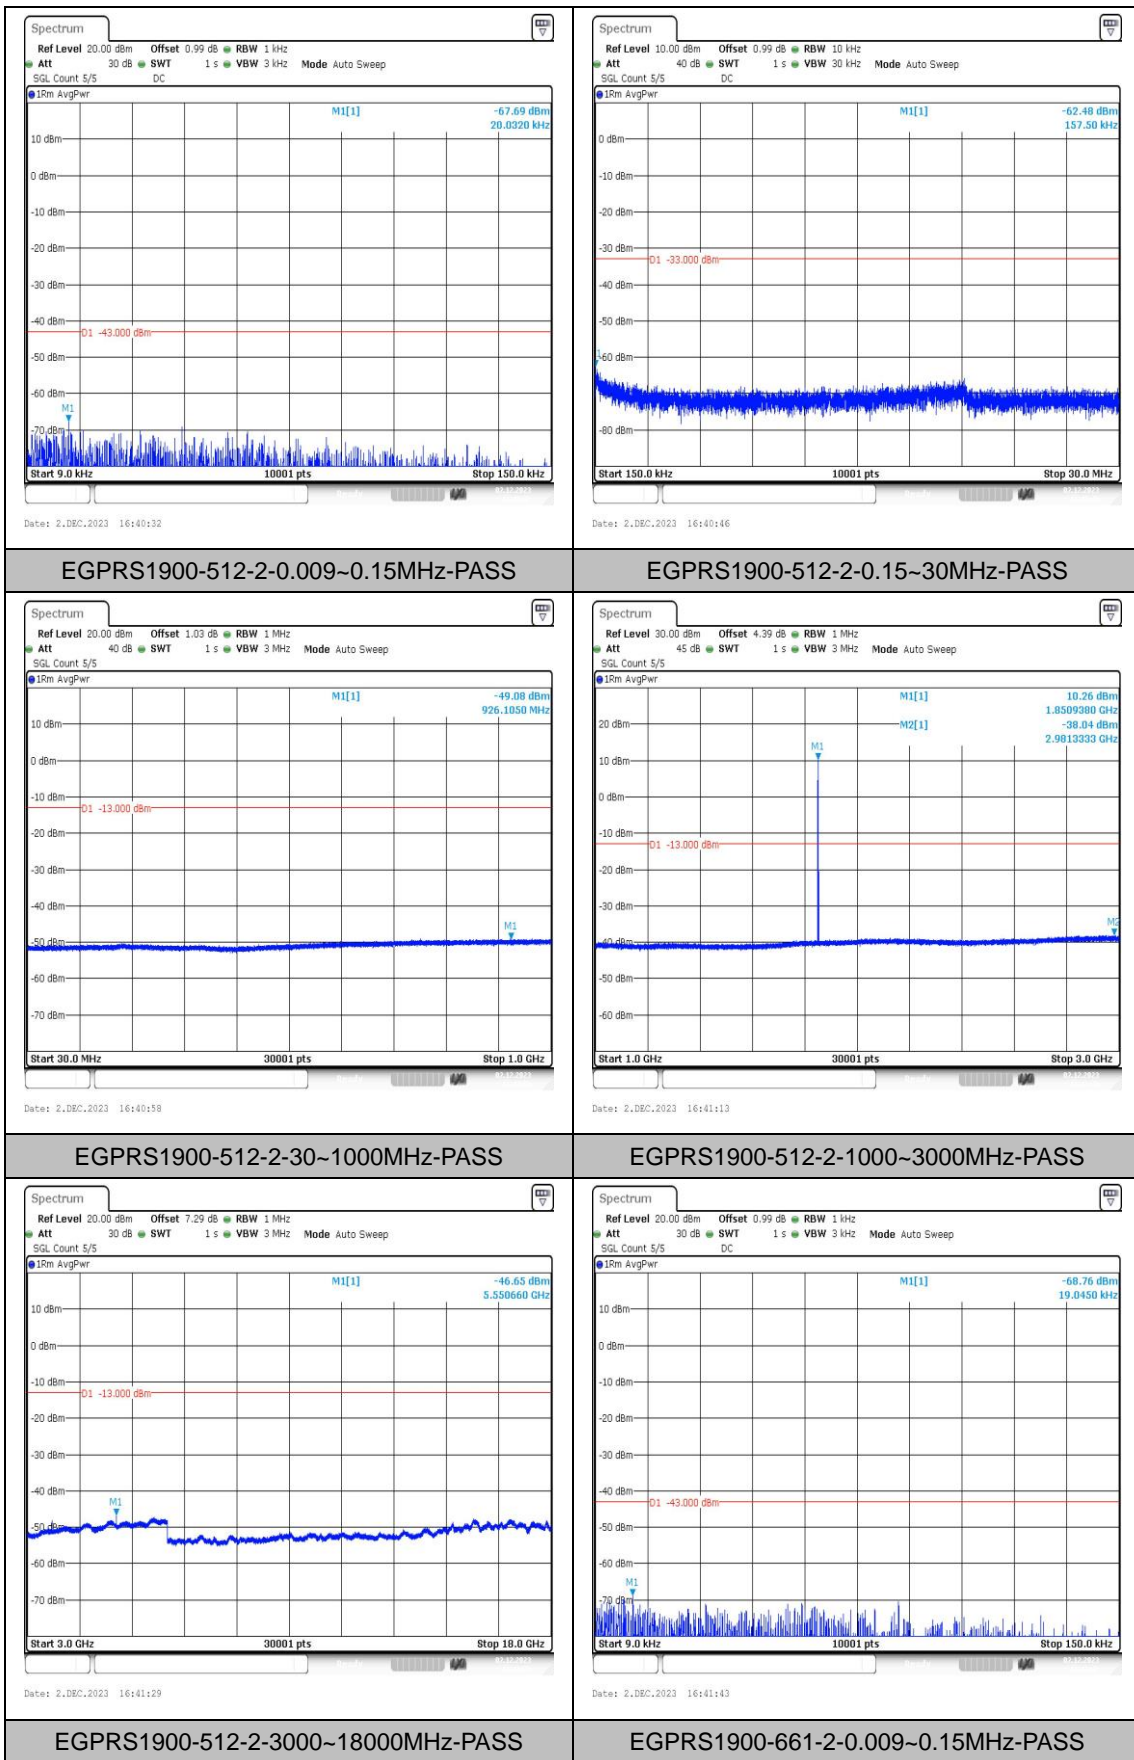 Spectrum
Ref Level 20.00 dBm Offset 0.99 dB RBW 1 kHz
Att 30 dB SWT 1 s VBW 3 kHz Mode Auto Sweep
SGL Count 5/5 DC
1Rm AvgPwr
M1[1] -67.69 dBm
20.0320 kHz
10 dBm
0 dBm
-10 dBm
-20 dBm
-30 dBm
-40 dBm
D1 -43.000 dBm
-50 dBm
-60 dBm
M1
-70 dBm
Start 9.0 kHz 10001 pts Stop 150.0 kHz
Date: 2.DEC.2023 16:40:32
EGPRS1900-512-2-0.009~0.15MHz-PASS
Spectrum
Ref Level 10.00 dBm Offset 0.99 dB RBW 10 kHz
Att 40 dB SWT 1 s VBW 30 kHz Mode Auto Sweep
SGL Count 5/5 DC
1Rm AvgPwr
M1[1] -62.48 dBm
157.50 kHz
0 dBm
-10 dBm
-20 dBm
-30 dBm
D1 -33.000 dBm
-40 dBm
-50 dBm
-60 dBm
-80 dBm
Start 150.0 kHz 10001 pts Stop 30.0 MHz
Date: 2.DEC.2023 16:40:46
EGPRS1900-512-2-0.15~30MHz-PASS
Spectrum
Ref Level 20.00 dBm Offset 1.03 dB RBW 1 MHz
Att 40 dB SWT 1 s VBW 3 MHz Mode Auto Sweep
SGL Count 5/5
1Rm AvgPwr
M1[1] -49.08 dBm
926.1050 MHz
10 dBm
0 dBm
-10 dBm
D1 -13.000 dBm
-20 dBm
-30 dBm
-40 dBm
M1
-50 dBm
-60 dBm
-70 dBm
Start 30.0 MHz 30001 pts Stop 1.0 GHz
Date: 2.DEC.2023 16:40:58
EGPRS1900-512-2-30~1000MHz-PASS
Spectrum
Ref Level 30.00 dBm Offset 4.39 dB RBW 1 MHz
Att 45 dB SWT 1 s VBW 3 MHz Mode Auto Sweep
SGL Count 5/5
1Rm AvgPwr
M1[1] 10.26 dBm
1.8509380 GHz
20 dBm M2[1] -38.04 dBm
2.9813333 GHz
M1
10 dBm
0 dBm
-10 dBm
D1 -13.000 dBm
-20 dBm
-30 dBm
M2
-40 dBm
-50 dBm
-60 dBm
Start 1.0 GHz 30001 pts Stop 3.0 GHz
Date: 2.DEC.2023 16:41:13
EGPRS1900-512-2-1000~3000MHz-PASS
Spectrum
Ref Level 20.00 dBm Offset 7.29 dB RBW 1 MHz
Att 30 dB SWT 1 s VBW 3 MHz Mode Auto Sweep
SGL Count 5/5
1Rm AvgPwr
M1[1] -46.65 dBm
5.550660 GHz
10 dBm
0 dBm
-10 dBm
D1 -13.000 dBm
-20 dBm
-30 dBm
-40 dBm
M1
-50 dBm
-60 dBm
-70 dBm
Start 3.0 GHz 30001 pts Stop 18.0 GHz
Date: 2.DEC.2023 16:41:29
EGPRS1900-512-2-3000~18000MHz-PASS
Spectrum
Ref Level 20.00 dBm Offset 0.99 dB RBW 1 kHz
Att 30 dB SWT 1 s VBW 3 kHz Mode Auto Sweep
SGL Count 5/5 DC
1Rm AvgPwr
M1[1] -68.76 dBm
19.0450 kHz
10 dBm
0 dBm
-10 dBm
-20 dBm
-30 dBm
-40 dBm
D1 -43.000 dBm
-50 dBm
-60 dBm
M1
-70 dBm
Start 9.0 kHz 10001 pts Stop 150.0 kHz
Date: 2.DEC.2023 16:41:43
EGPRS1900-661-2-0.009~0.15MHz-PASS